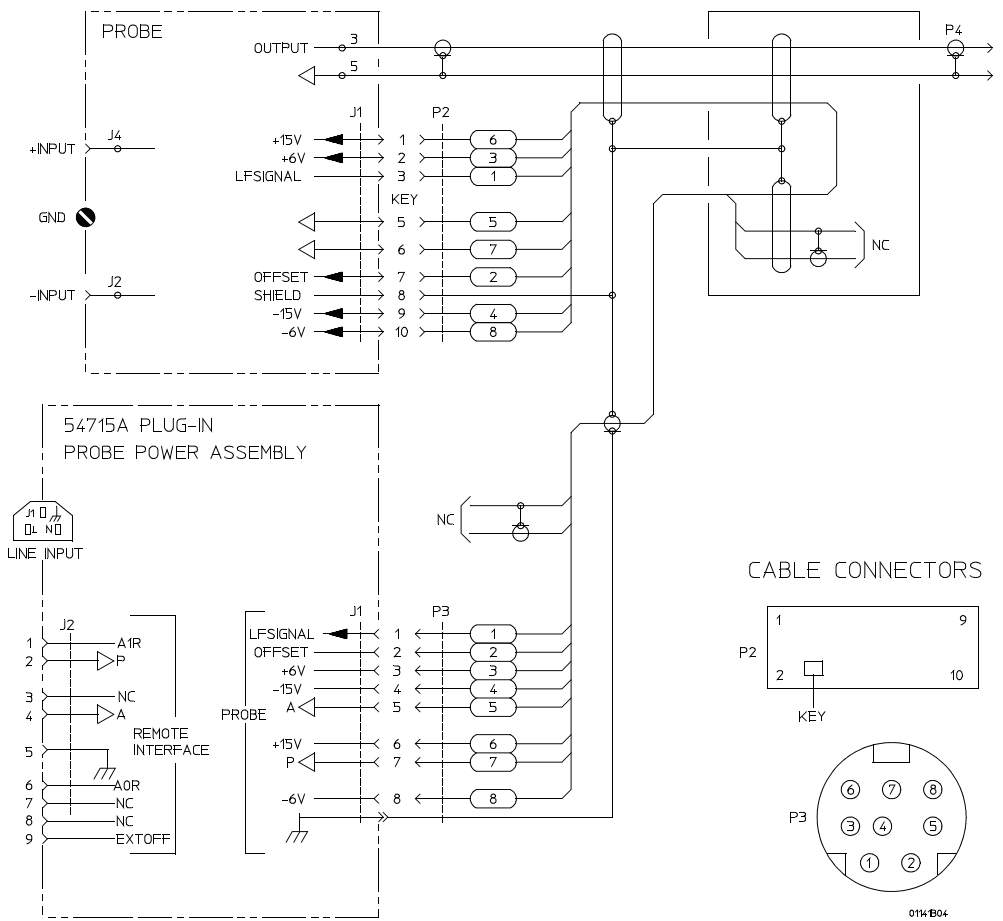 PROBE
P4
OUTPUT 3
5
J1 P2
J4
+INPUT
+15V 1 6
+6V 2 3
LFSIGNAL 3 1
KEY
GND
5 5
6 7
NC
OFFSET 7 2
J2
-INPUT
SHIELD 8
-15V 9 4
-6V 10 8
54715A PLUG-IN
PROBE POWER ASSEMBLY
J1
L N
LINE INPUT
NC
CABLE CONNECTORS
J2
1 A1R
2 P
3 NC
4 A
REMOTE
INTERFACE
5
6 A0R
7 NC
8 NC
9 EXTOFF
PROBE
J1 P3
LFSIGNAL 1 1
OFFSET 2 2
+6V 3 3
-15V 4 4
A 5 5
+15V 6 6
P 7 7
-6V 8 8
1 9
P2
2 10
KEY
6 7 8
P3
3 4 5
1 2
01141B04